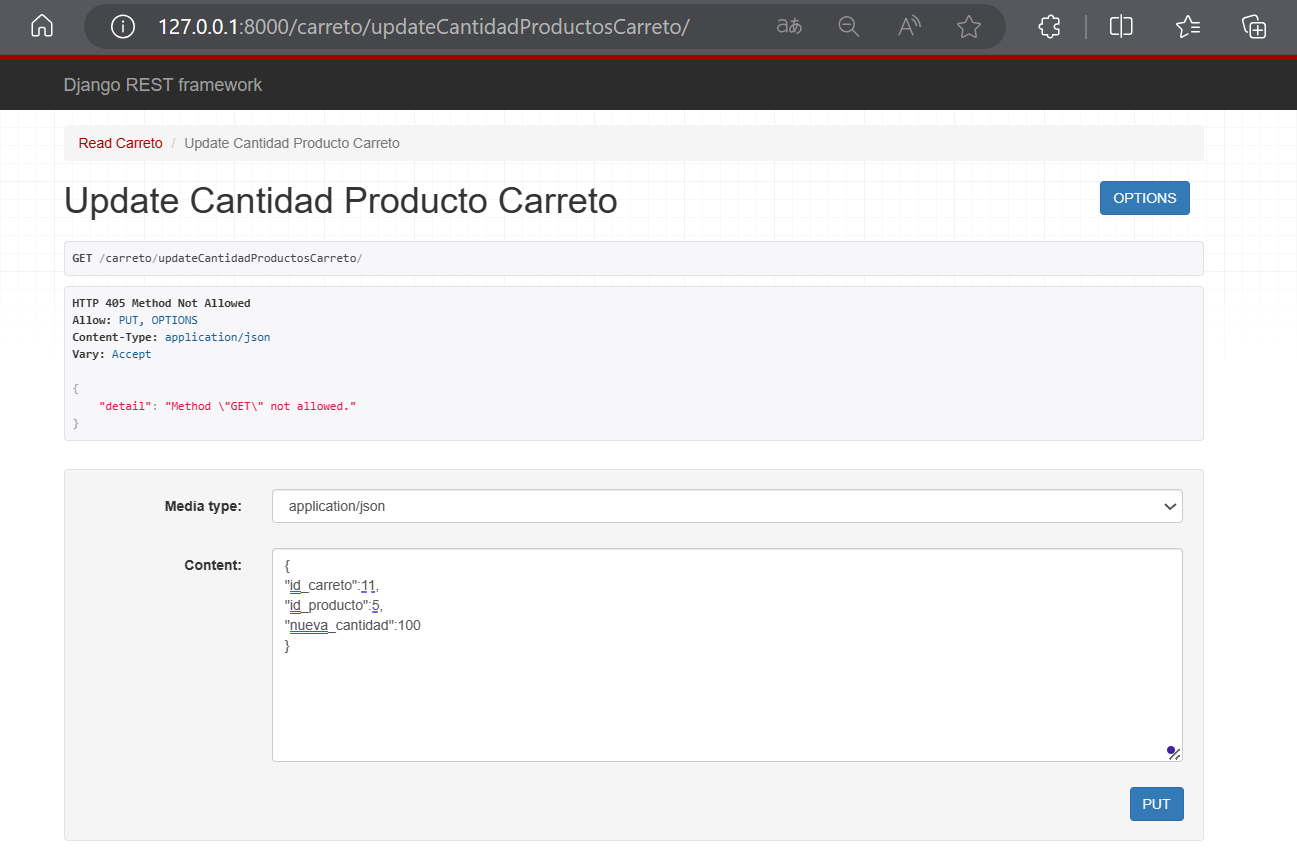 127.0.0.1:8000/carreto/updateCantidadProductosCarreto/
aあ
A
Django REST framework
Read Carreto / Update Cantidad Producto Carreto
Update Cantidad Producto Carreto
OPTIONS
GET /carreto/updateCantidadProductosCarreto/
HTTP 405 Method Not Allowed
Allow: PUT, OPTIONS
Content-Type: application/json
Vary: Accept
{
"detail": "Method \"GET\" not allowed."
}
Media type:
application/json
Content:
{
"id_carreto":11,
"id_producto":5,
"nueva_cantidad":100
}
PUT